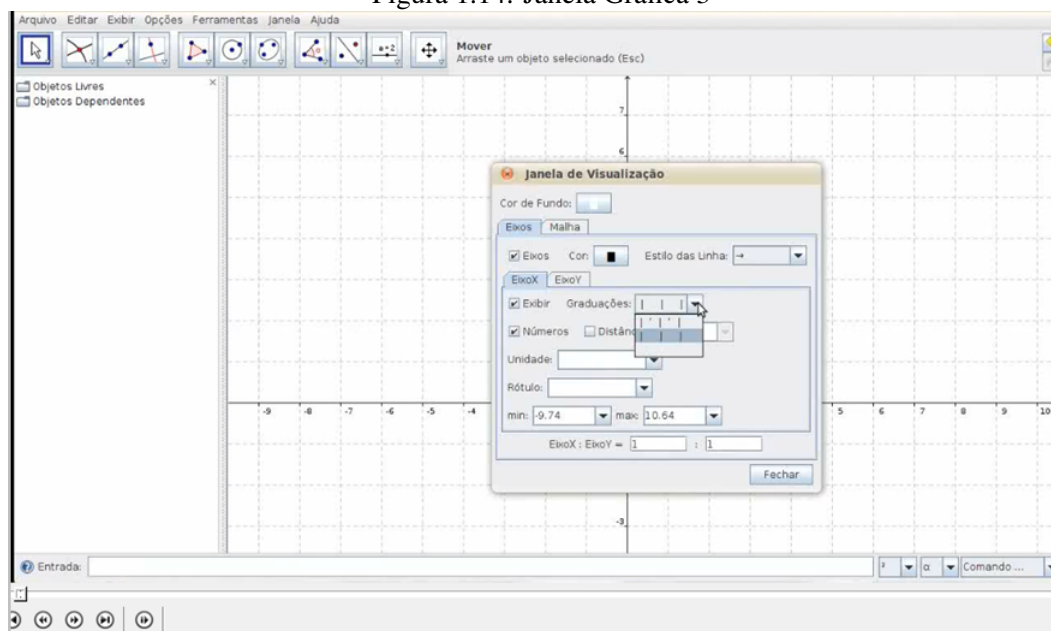 Figura 1.14: Janela Gráfica 3
Arquivo Editar Exibir Opções Ferramentas Janela Ajuda
Mover
Arraste um objeto selecionado (Esc)
Objetos Livres
Objetos Dependentes
7
6
Janela de Visualização
Cor de Fundo:
Eixos Malha
Eixos Cor: Estilo das Linha:
EixoX EixoY
Exibir Graduações:
Números Distânc
Unidade:
Rótulo:
-9 -8 -7 -6 -5 -4 5 6 7 8 9 10
min: -9.74 max: 10.64
EixoX : EixoY = 1 : 1
Fechar
-3
Entrada: ² α Comando ...